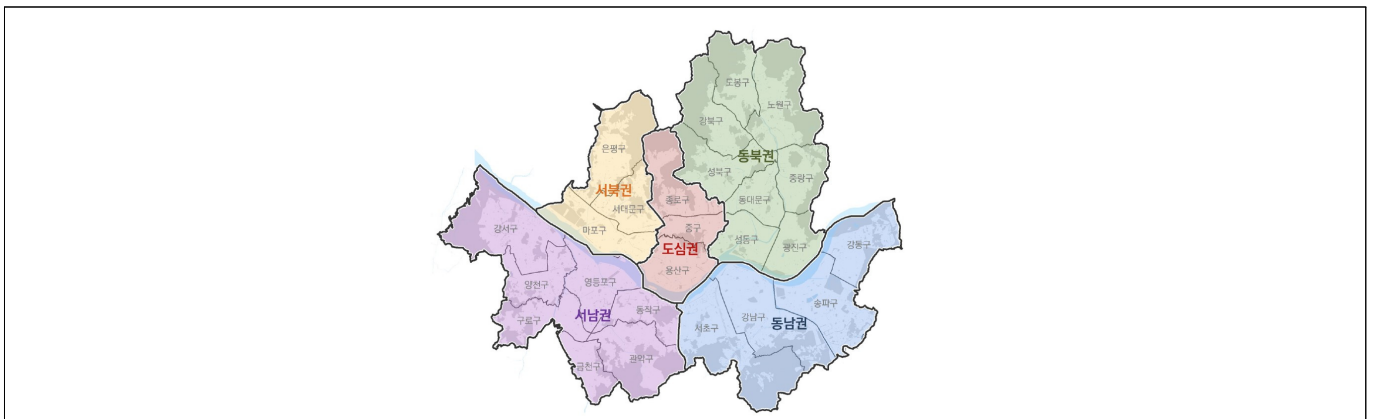 도봉구
노원구
강북구
은평구
동북권
성북구
중랑구
서북권
종로구
동대문구
서대문구
강서구
마포구
중구
성동구
광진구
강동구
도심권
용산구
양천구
영등포구
송파구
구로구
서남권
동작구
서초구
강남구
동남권
금천구
관악구